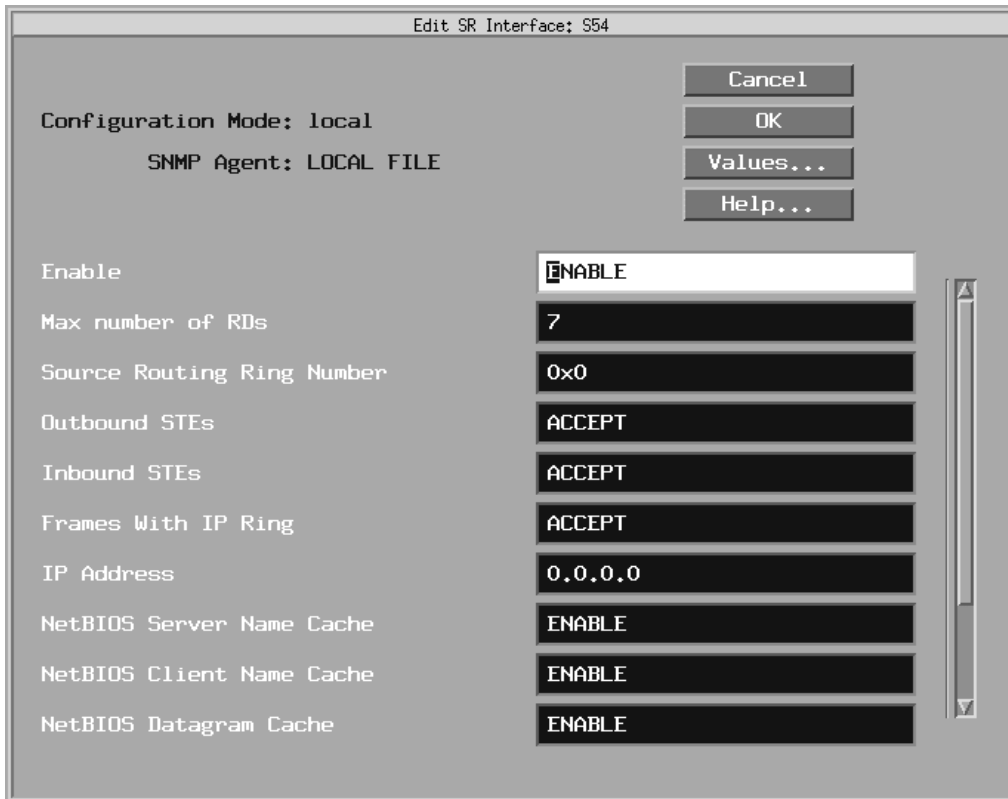 Edit SR Interface: S54
Cancel
Configuration Mode: local
OK
SNMP Agent: LOCAL FILE
Values...
Help...
Enable ENABLE
Max number of RDs 7
Source Routing Ring Number 0x0
Outbound STEs ACCEPT
Inbound STEs ACCEPT
Frames With IP Ring ACCEPT
IP Address 0.0.0.0
NetBIOS Server Name Cache ENABLE
NetBIOS Client Name Cache ENABLE
NetBIOS Datagram Cache ENABLE